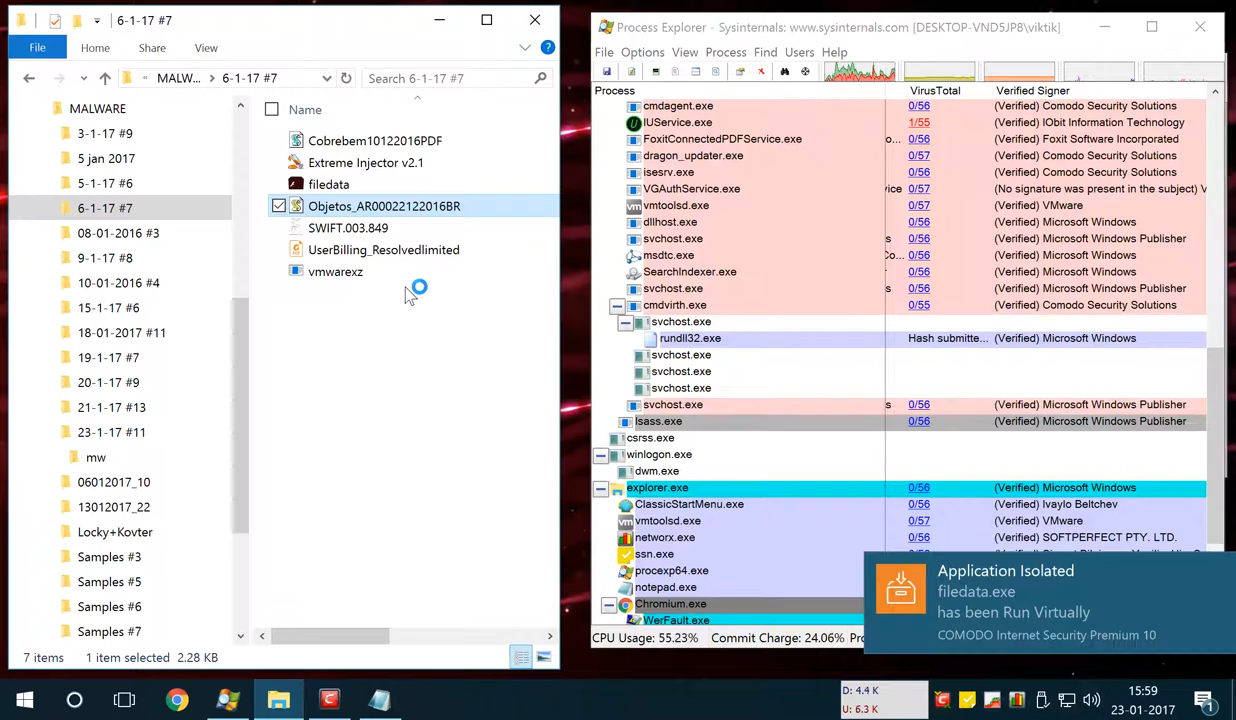 6-1-17 #7
File
Home
Share
View
MALW...
6-1-17 #7
Search 6-1-17 #7
MALWARE
3-1-17 #9
5 jan 2017
5-1-17 #6
6-1-17 #7
08-01-2016 #3
9-1-17 #8
10-01-2016 #4
15-1-17 #6
18-01-2017 #11
19-1-17 #7
20-1-17 #9
21-1-17 #13
23-1-17 #11
mw
06012017_10
13012017_22
Locky+Kovter
Samples #3
Samples #5
Samples #6
Samples #7
Name
Cobrebem10122016PDF
Extreme Injector v2.1
filedata
Objetos_AR00022122016BR
SWIFT.003.849
UserBilling_Resolvedlimited
vmwarexz
7 items 1 item selected 2.28 KB
Process Explorer - Sysinternals: www.sysinternals.com [DESKTOP-VND5JP8\viktik]
File Options View Process Find Users Help
Process VirusTotal Verified Signer
cmdagent.exe 0/56 (Verified) Comodo Security Solutions
IUService.exe 1/55 (Verified) IObit Information Technology
FoxitConnectedPDFService.exe o... 0/56 (Verified) Foxit Software Incorporated
dragon_updater.exe 0/57 (Verified) Comodo Security Solutions
isesrv.exe 0/56 (Verified) Comodo Security Solutions
VGAuthService.exe vice 0/57 (No signature was present in the subject) V
vmtoolsd.exe 0/57 (Verified) VMware
dllhost.exe 0/56 (Verified) Microsoft Windows
svchost.exe s 0/56 (Verified) Microsoft Windows Publisher
msdtc.exe Co... 0/56 (Verified) Microsoft Windows
SearchIndexer.exe 0/56 (Verified) Microsoft Windows
svchost.exe 0/56 (Verified) Microsoft Windows Publisher
cmdvirth.exe 0/55 (Verified) Comodo Security Solutions
svchost.exe
rundll32.exe Hash submitte... (Verified) Microsoft Windows
svchost.exe
svchost.exe
svchost.exe
svchost.exe s 0/56 (Verified) Microsoft Windows Publisher
lsass.exe 0/56 (Verified) Microsoft Windows Publisher
csrss.exe
winlogon.exe
dwm.exe
explorer.exe 0/56 (Verified) Microsoft Windows
ClassicStartMenu.exe 0/56 (Verified) Ivaylo Beltchev
vmtoolsd.exe 0/57 (Verified) VMware
networx.exe 0/56 (Verified) SOFTPERFECT PTY. LTD.
ssn.exe
procexp64.exe
notepad.exe
Chromium.exe
WerFault.exe
CPU Usage: 55.23% Commit Charge: 24.06%
Application Isolated
filedata.exe
has been Run Virtually
COMODO Internet Security Premium 10
D: 4.4 K
U: 6.3 K
15:59
23-01-2017
1